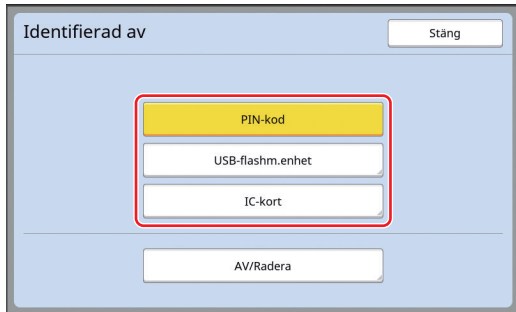 Identifierad av
Stäng
PIN-kod
USB-flashm.enhet
IC-kort
AV/Radera